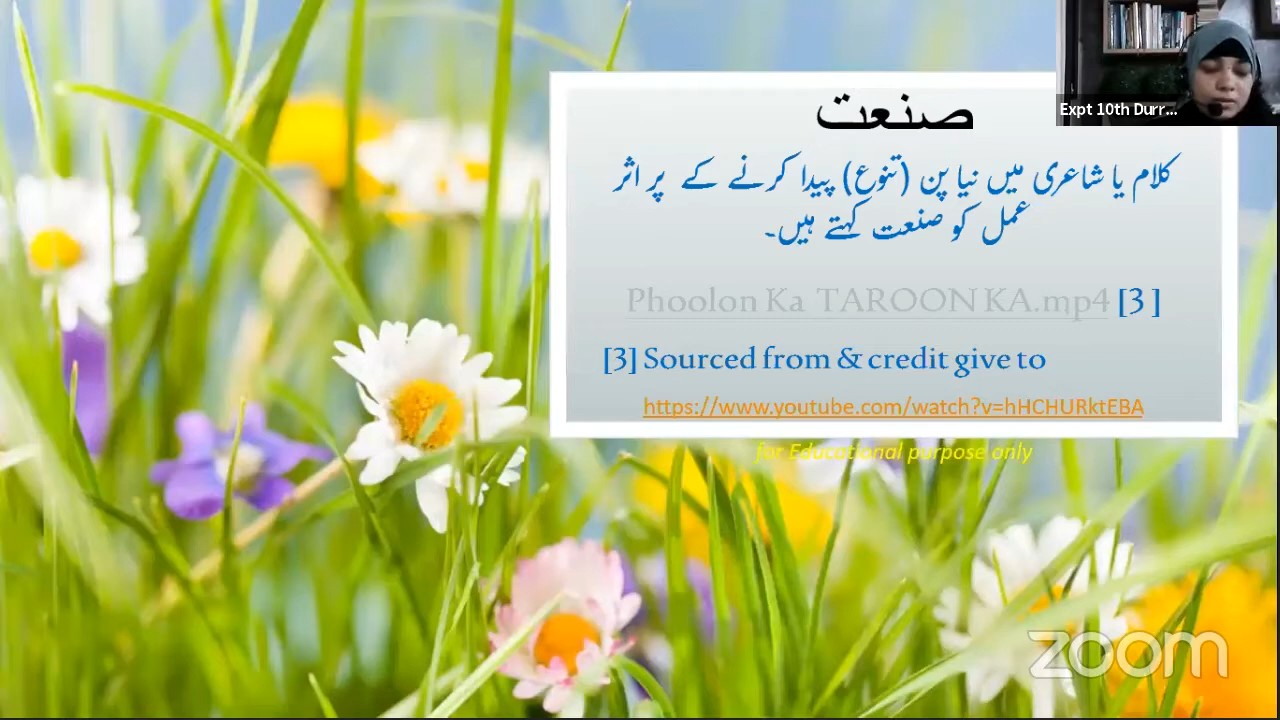 Expt 10th Durr...
صنعت
کلام یا شاعری میں نیا پن (تنوع) پیدا کرنے کے پر اثر
عمل کو صنعت کہتے ہیں۔
Phoolon Ka TAROON KA.mp4 [3 ]
[3] Sourced from & credit give to
https://www.youtube.com/watch?v=hHCHURktEBA
for Educational purpose only
zoom